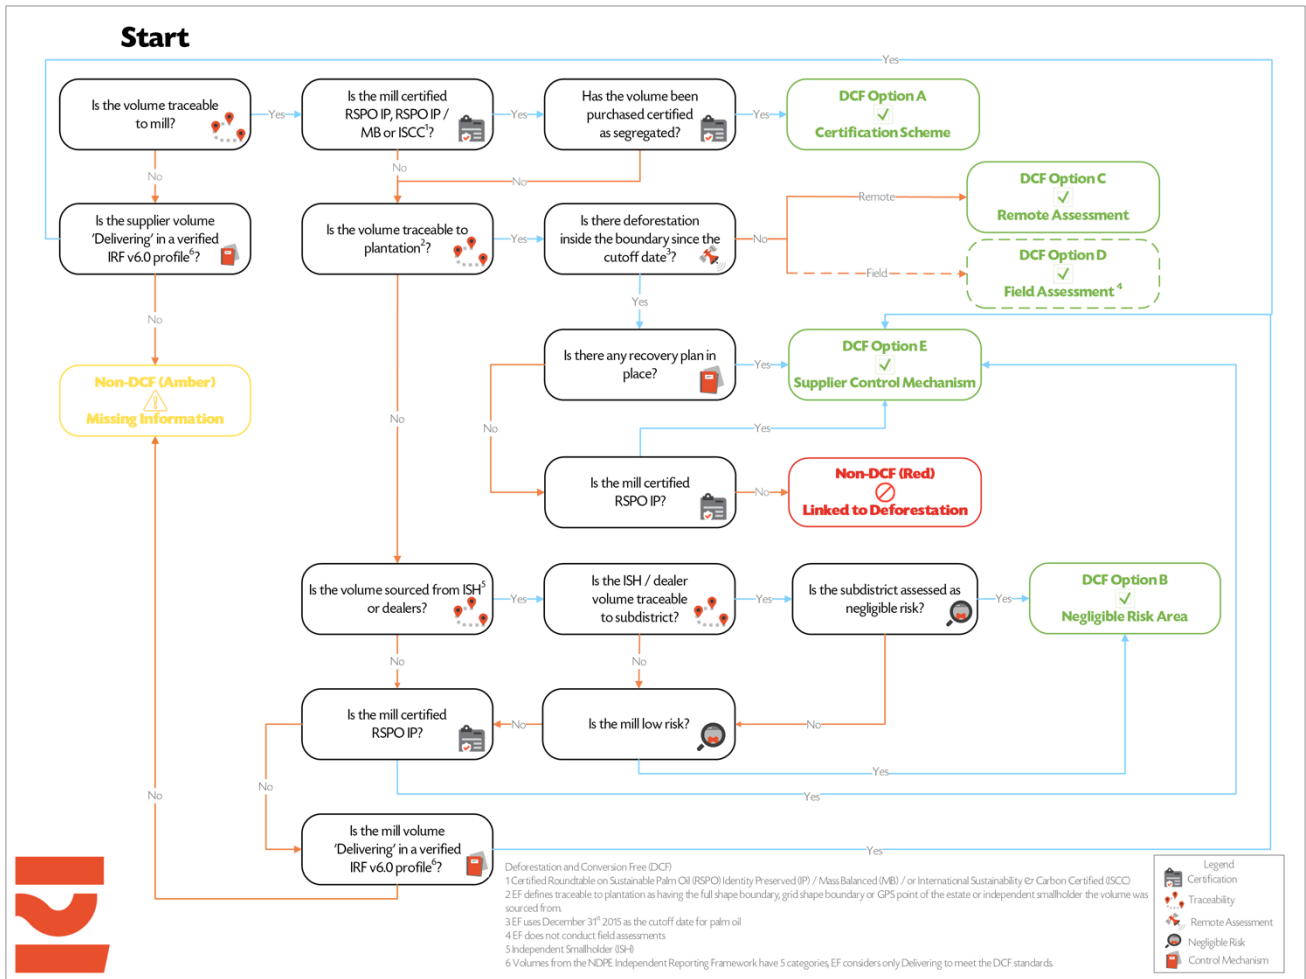 Start
Yes
Is the volume traceable
to mill?
Yes
Is the mill certified
RSPO IP, RSPO IP /
MB or ISCC¹?
Yes
Has the volume been
purchased certified
as segregated?
Yes
DCF Option A
Certification Scheme
No
No
No
Is the supplier volume
'Delivering' in a verified
IRF v6.0 profile⁶?
Is the volume traceable to
plantation²?
Yes
Is there deforestation
inside the boundary since the
cutoff date³?
No
Remote
DCF Option C
Remote Assessment
Field
DCF Option D
Field Assessment ⁴
No
Yes
Non-DCF (Amber)
Missing Information
Is there any recovery plan in
place?
Yes
DCF Option E
Supplier Control Mechanism
No
No
Yes
Is the mill certified
RSPO IP?
No
Non-DCF (Red)
Linked to Deforestation
Is the volume sourced from ISH⁵
or dealers?
Yes
Is the ISH / dealer
volume traceable
to subdistrict?
Yes
Is the subdistrict assessed as
negligible risk?
Yes
DCF Option B
Negligible Risk Area
No
No
Is the mill certified
RSPO IP?
No
Is the mill low risk?
No
Yes
Yes
No
No
Is the mill volume
'Delivering' in a verified
IRF v6.0 profile⁶?
Yes
Deforestation and Conversion Free (DCF)
1 Certified Roundtable on Sustainable Palm Oil (RSPO) Identity Preserved (IP) / Mass Balanced (MB) / or International Sustainability & Carbon Certified (ISCC)
2 EF defines traceable to plantation as having the full shape boundary, grid shape boundary or GPS point of the estate or independent smallholder the volume was
sourced from.
3 EF uses December 31ˢᵗ 2015 as the cutoff date for palm oil
4 EF does not conduct field assessments
5 Independent Smallholder (ISH)
6 Volumes from the NDPE Independent Reporting Framework have 5 categories, EF considers only Delivering to meet the DCF standards.
Legend
Certification
Traceability
Remote Assessment
Negligible Risk
Control Mechanism